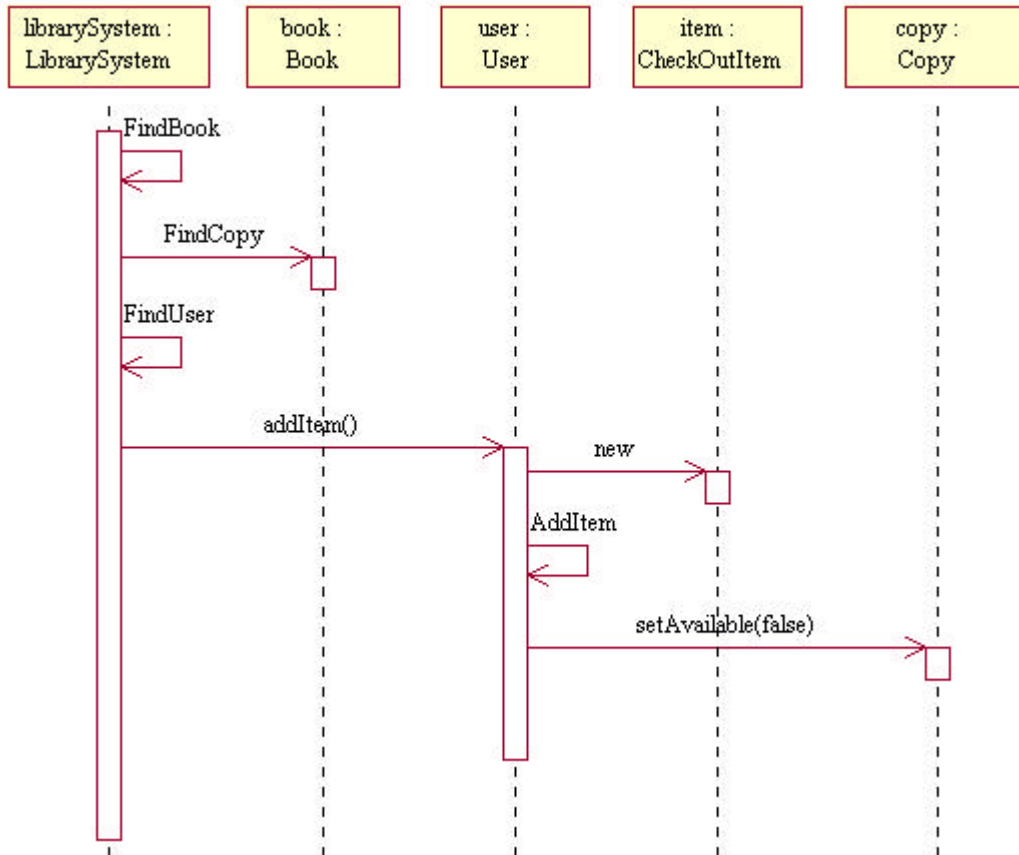 librarySystem :
LibrarySystem
book :
Book
user :
User
item :
CheckOutItem
copy :
Copy
FindBook
FindCopy
FindUser
addItem()
new
AddItem
setAvailable(false)